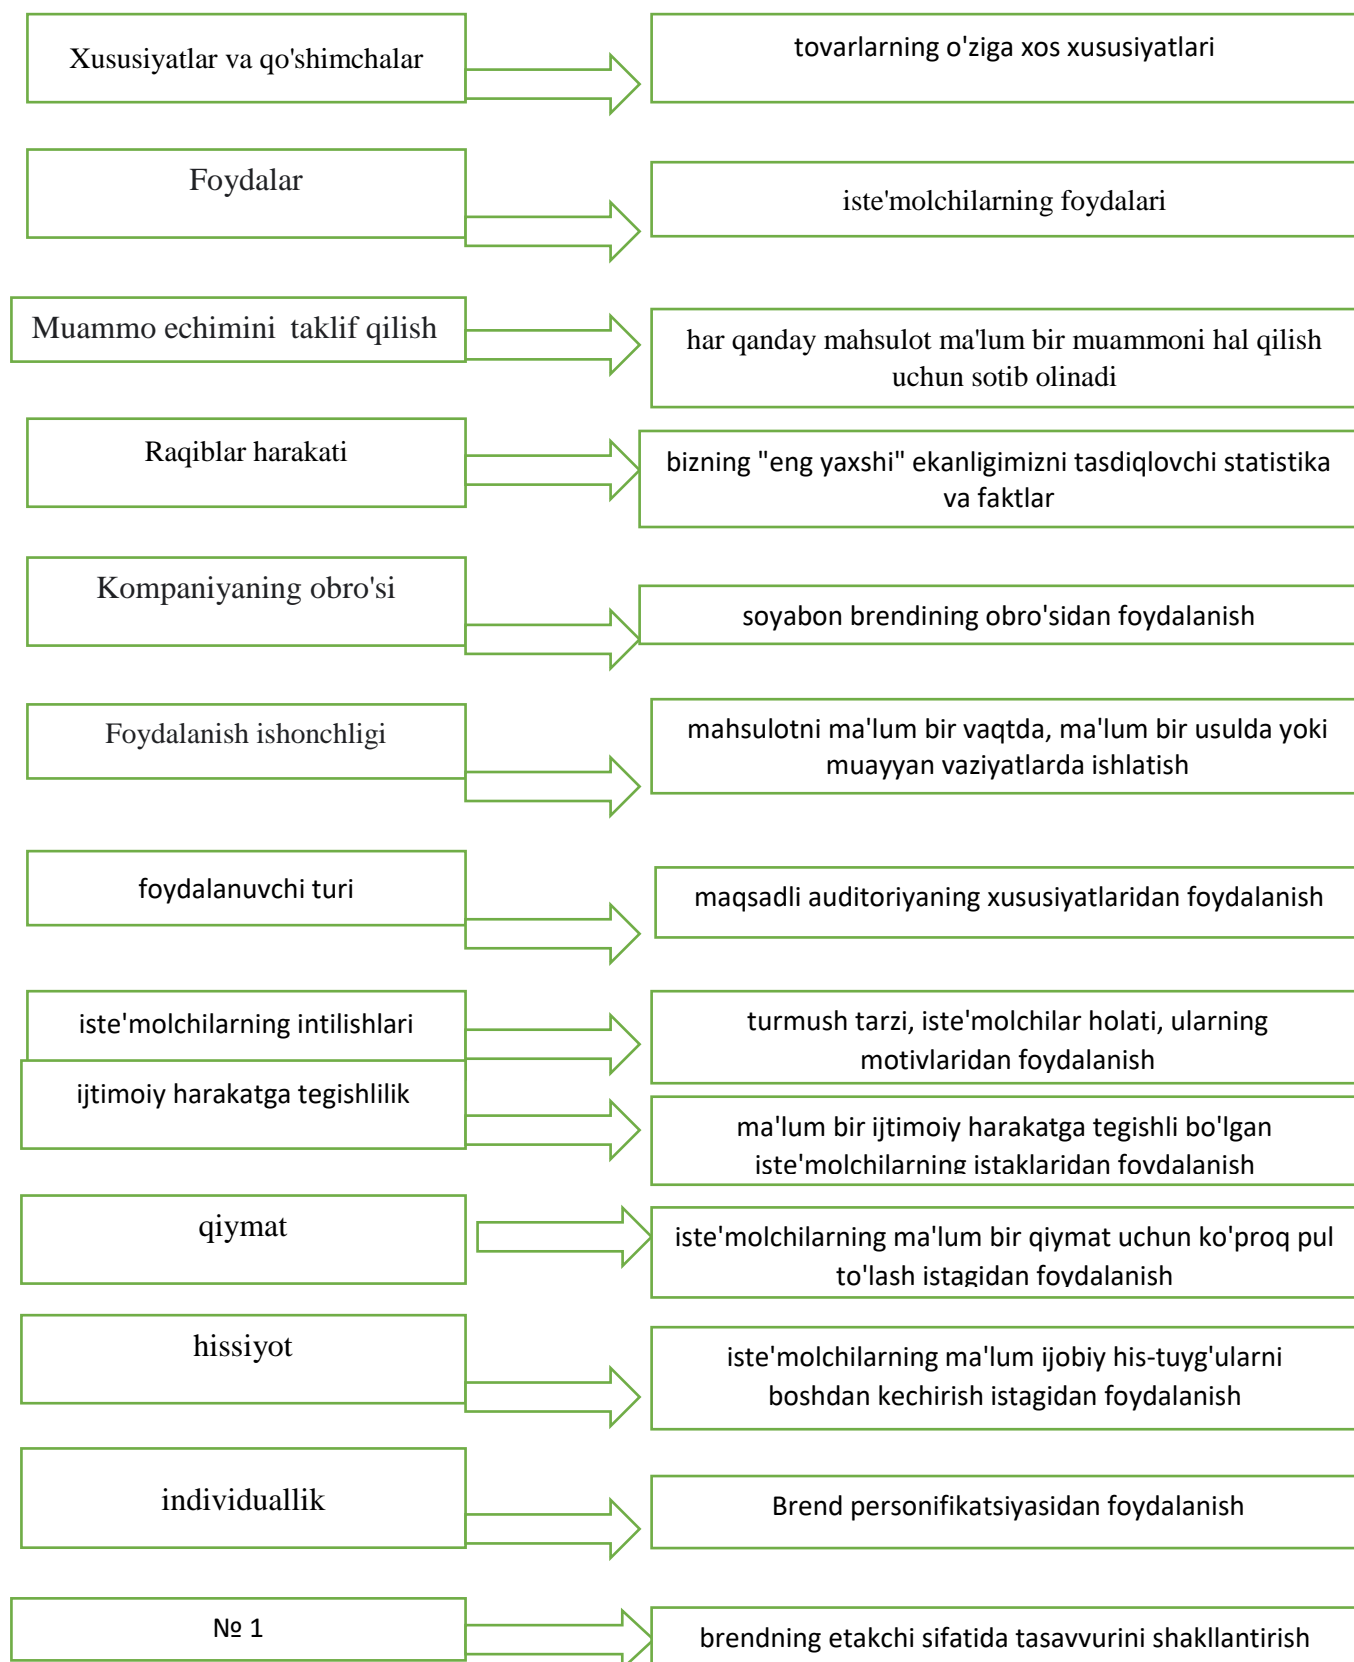 Xususiyatlar va qo'shimchalar
tovarlarning o'ziga xos xususiyatlari
Foydalar
iste'molchilarning foydalari
Muammo echimini taklif qilish
har qanday mahsulot ma'lum bir muammoni hal qilish
uchun sotib olinadi
Raqiblar harakati
bizning "eng yaxshi" ekanligimizni tasdiqlovchi statistika
va faktlar
Kompaniyaning obro'si
soyabon brendining obro'sidan foydalanish
Foydalanish ishonchligi
mahsulotni ma'lum bir vaqtda, ma'lum bir usulda yoki
muayyan vaziyatlarda ishlatish
foydalanuvchi turi
maqsadli auditoriyaning xususiyatlaridan foydalanish
iste'molchilarning intilishlari
turmush tarzi, iste'molchilar holati, ularning
motivlaridan foydalanish
ijtimoiy harakatga tegishlilik
ma'lum bir ijtimoiy harakatga tegishli bo'lgan
iste'molchilarning istaklaridan foydalanish
qiymat
iste'molchilarning ma'lum bir qiymat uchun ko'proq pul
to'lash istagidan foydalanish
hissiyot
iste'molchilarning ma'lum ijobiy his-tuyg'ularni
boshdan kechirish istagidan foydalanish
individuallik
Brend personifikatsiyasidan foydalanish
№ 1
brendning etakchi sifatida tasavvurini shakllantirish